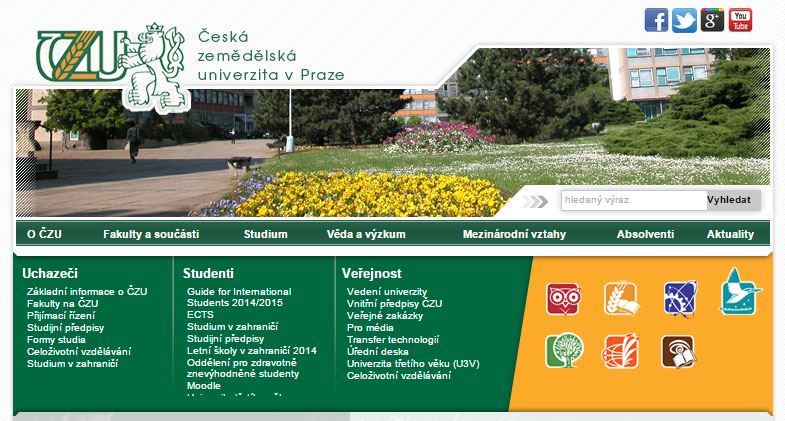 ČZU
Česká
zemědělská
univerzita v Praze
g+
You
Tube
hledaný výraz
Vyhledat
O ČZU
Fakulty a součásti
Studium
Věda a výzkum
Mezinárodní vztahy
Absolventi
Aktuality
Uchazeči
Základní informace o ČZU
Fakulty na ČZU
Přijímací řízení
Studijní předpisy
Formy studia
Celoživotní vzdělávání
Studium v zahraničí
Studenti
Guide for International
Students 2014/2015
ECTS
Studium v zahraničí
Studijní předpisy
Letní školy v zahraničí 2014
Oddělení pro zdravotně
znevýhodněné studenty
Moodle
Veřejnost
Vedení univerzity
Vnitřní předpisy ČZU
Veřejné zakázky
Pro média
Transfer technologií
Úřední deska
Univerzita třetího věku (U3V)
Celoživotní vzdělávání